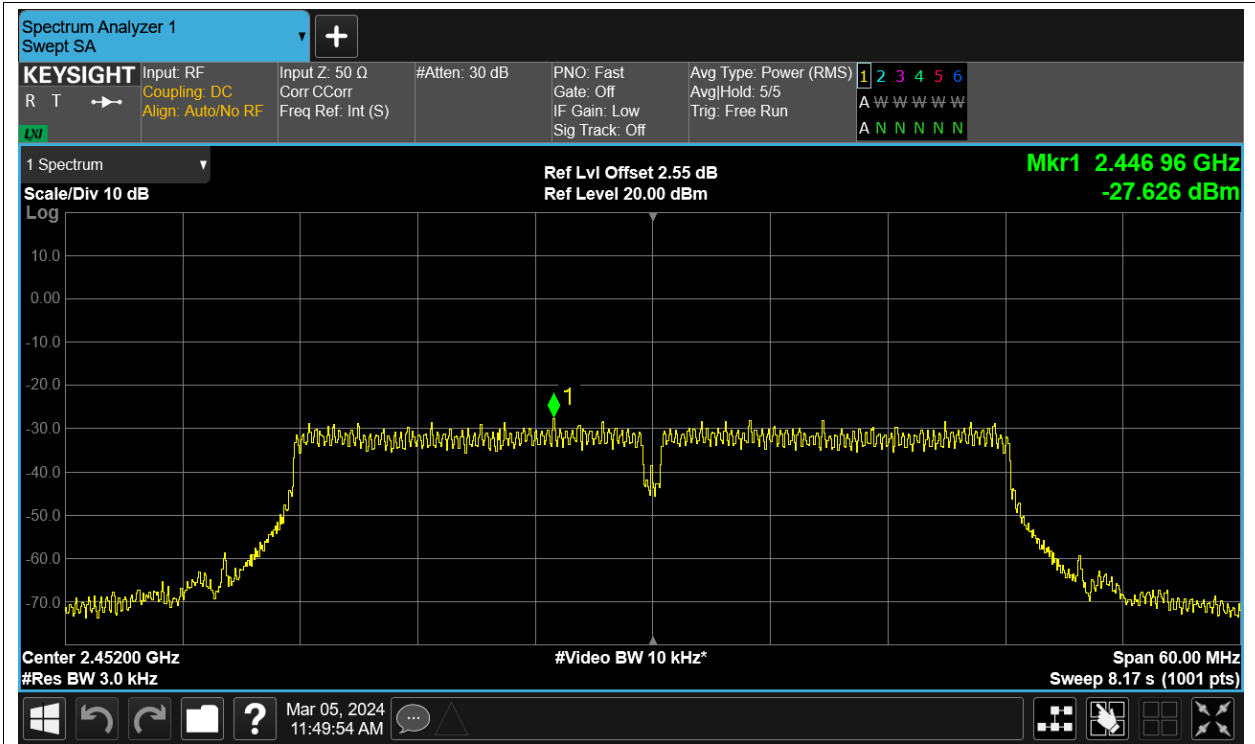 Spectrum Analyzer 1
Swept SA
KEYSIGHT
R T
LXI
Input: RF
Coupling: DC
Align: Auto/No RF
Input Z: 50 Ω
Corr CCorr
Freq Ref: Int (S)
#Atten: 30 dB
PNO: Fast
Gate: Off
IF Gain: Low
Sig Track: Off
Avg Type: Power (RMS)
Avg|Hold: 5/5
Trig: Free Run
1 2 3 4 5 6
A W W W W W
A N N N N N
1 Spectrum
Scale/Div 10 dB
Log
Ref Lvl Offset 2.55 dB
Ref Level 20.00 dBm
Mkr1 2.446 96 GHz
-27.626 dBm
10.0
0.00
-10.0
-20.0
1
-30.0
-40.0
-50.0
-60.0
-70.0
Center 2.45200 GHz
#Res BW 3.0 kHz
#Video BW 10 kHz*
Span 60.00 MHz
Sweep 8.17 s (1001 pts)
?
Mar 05, 2024
11:49:54 AM